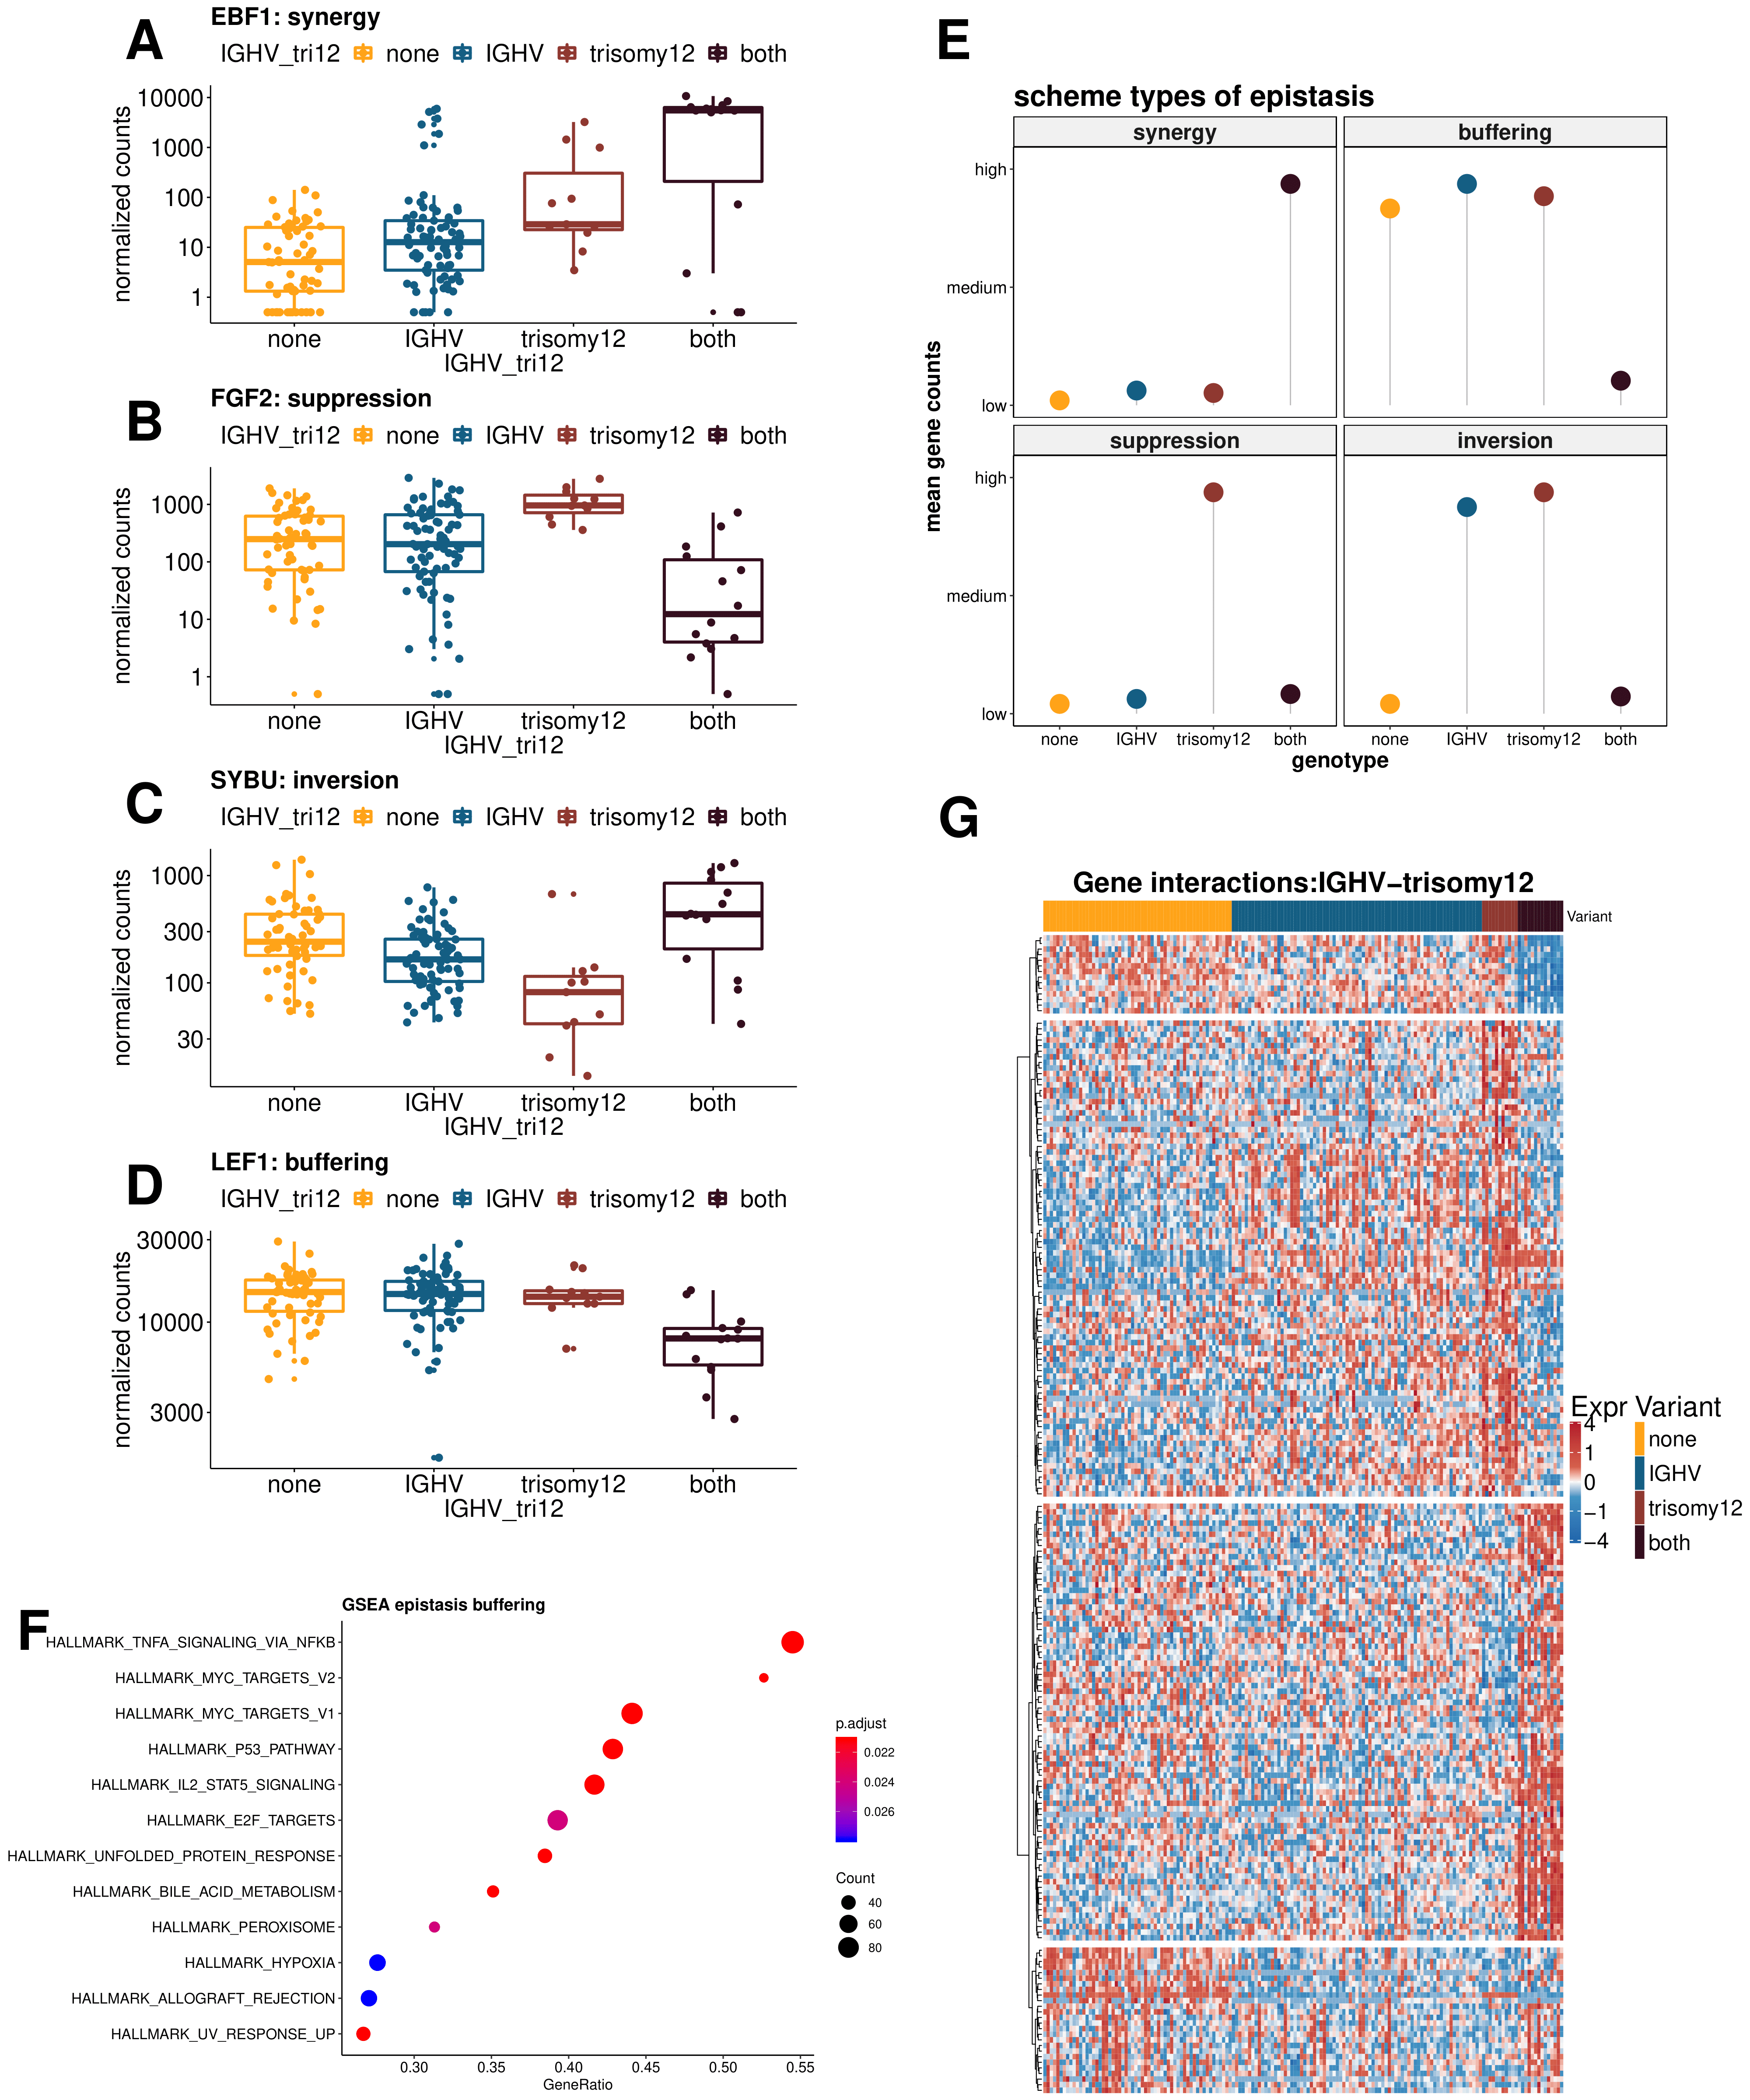 A
EBF1: synergy
IGHV_tri12 none IGHV trisomy12 both
normalized counts
10000
1000
100
10
1
none IGHV trisomy12 both
IGHV_tri12
B
FGF2: suppression
IGHV_tri12 none IGHV trisomy12 both
normalized counts
1000
100
10
1
none IGHV trisomy12 both
IGHV_tri12
C
SYBU: inversion
IGHV_tri12 none IGHV trisomy12 both
normalized counts
1000
300
100
30
none IGHV trisomy12 both
IGHV_tri12
D
LEF1: buffering
IGHV_tri12 none IGHV trisomy12 both
normalized counts
30000
10000
3000
none IGHV trisomy12 both
IGHV_tri12
E
scheme types of epistasis
synergy buffering
high
medium
low
mean gene counts
suppression inversion
high
medium
low
none IGHV trisomy12 both none IGHV trisomy12 both
genotype
F
GSEA epistasis buffering
HALLMARK_TNFA_SIGNALING_VIA_NFKB
HALLMARK_MYC_TARGETS_V2
HALLMARK_MYC_TARGETS_V1
HALLMARK_P53_PATHWAY
HALLMARK_IL2_STAT5_SIGNALING
HALLMARK_E2F_TARGETS
HALLMARK_UNFOLDED_PROTEIN_RESPONSE
HALLMARK_BILE_ACID_METABOLISM
HALLMARK_PEROXISOME
HALLMARK_HYPOXIA
HALLMARK_ALLOGRAFT_REJECTION
HALLMARK_UV_RESPONSE_UP
0.30 0.35 0.40 0.45 0.50 0.55
GeneRatio
p.adjust
0.022
0.024
0.026
Count
40
60
80
G
Gene interactions:IGHV−trisomy12
Variant
Expr Variant
4
1
0
−1
−4
none
IGHV
trisomy12
both